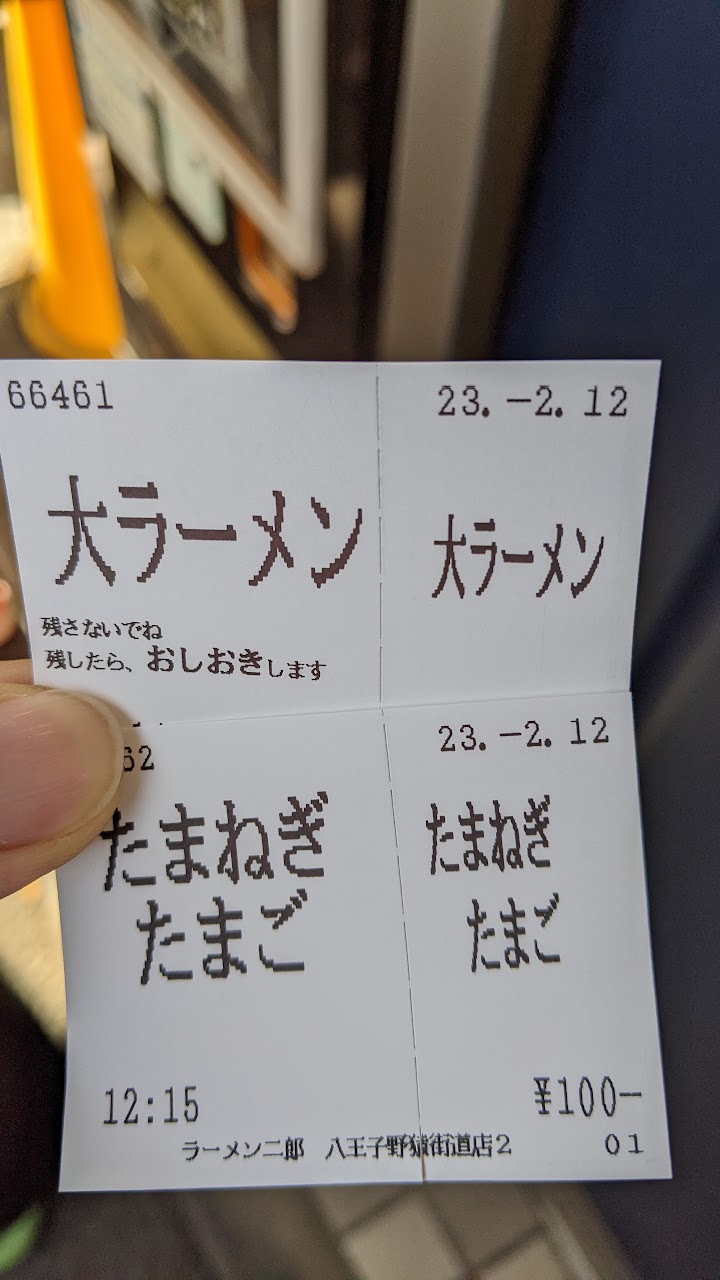 66461
23.-2.12
大ラーメン
大ラーメン
残さないでね
残したら、おしおきします
62
23.-2.12
たまねぎ
たまねぎ
たまご
たまご
12:15
¥100-
ラーメン二郎 八王子野猿街道店2
01